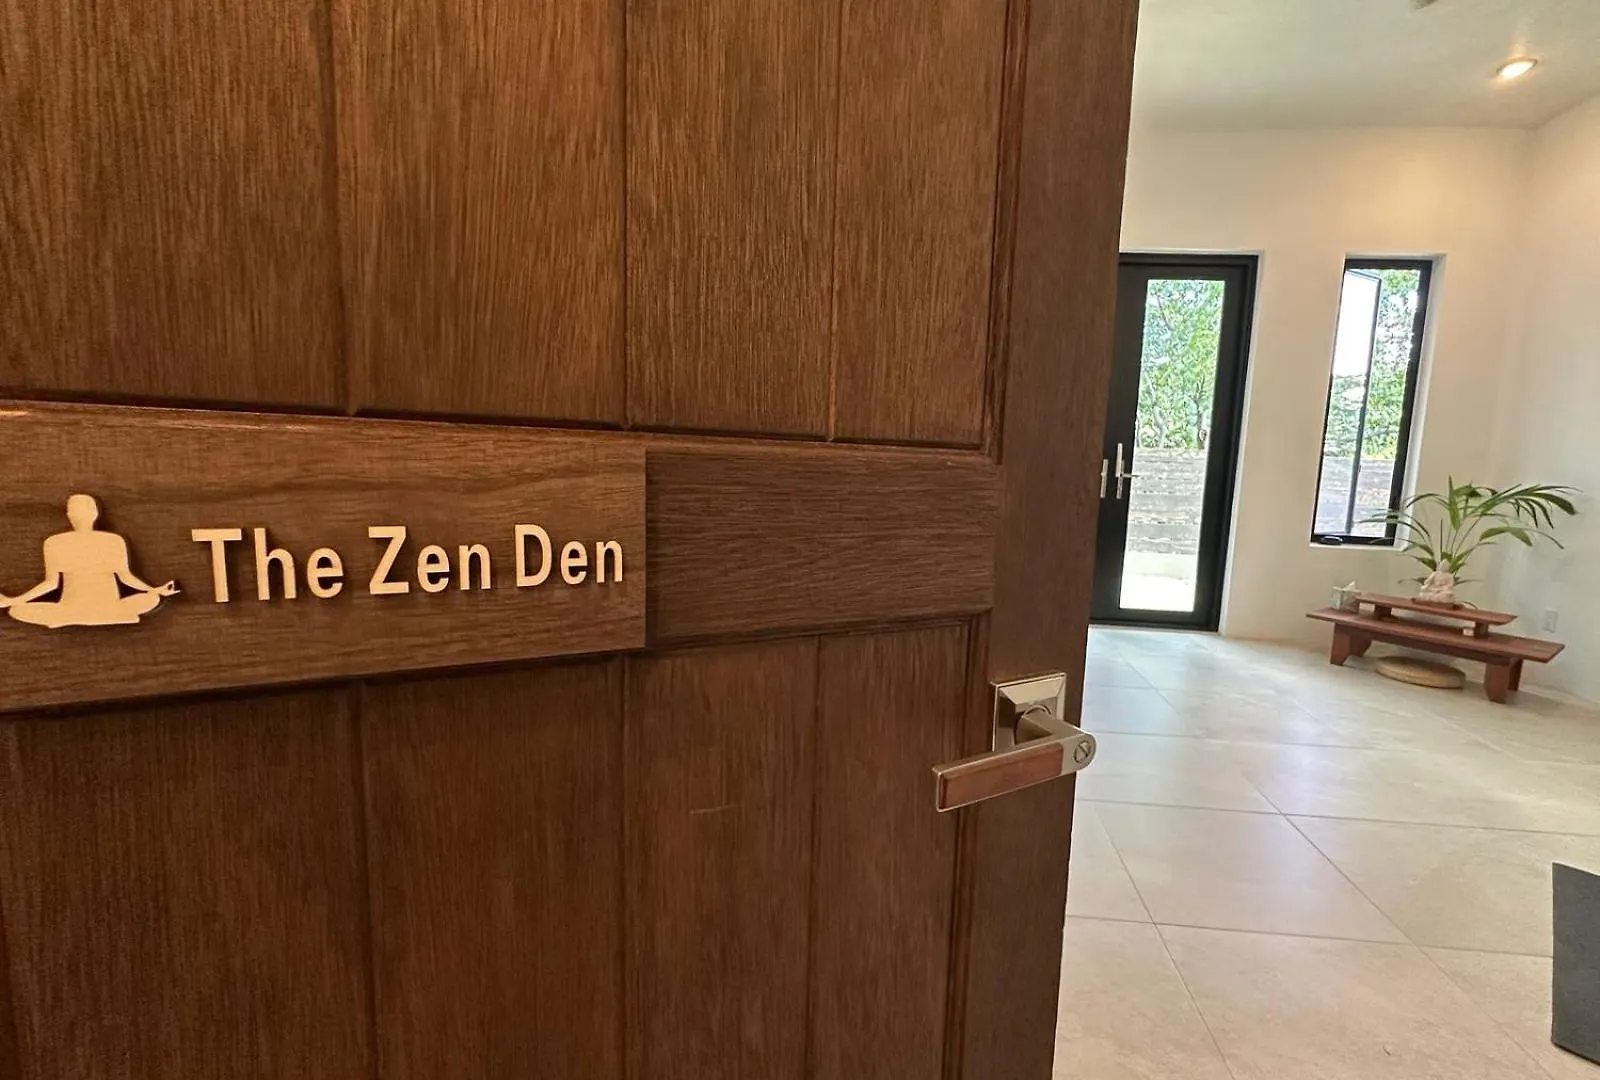 The Zen Den